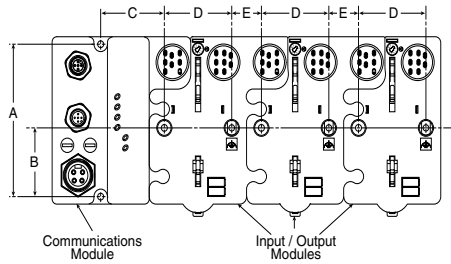 C D E D E D
A
B
Communications
Module
Input / Output
Modules